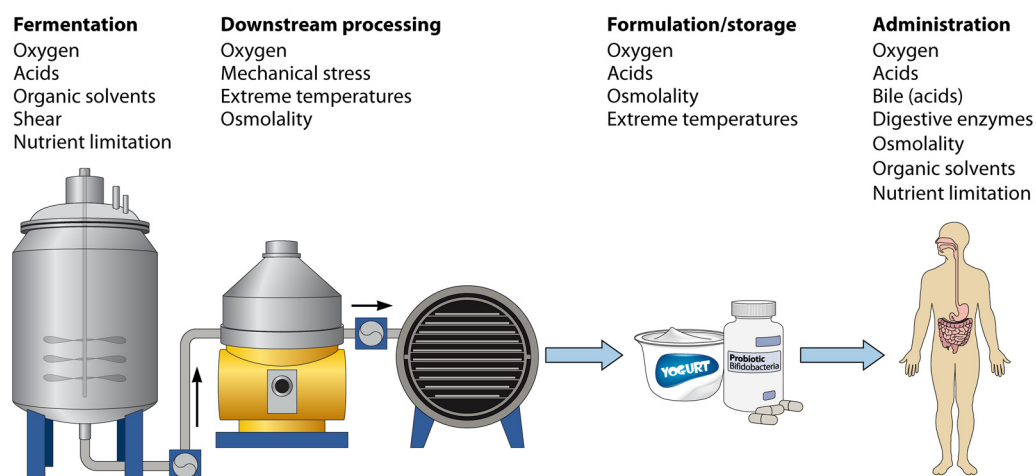 Fermentation
Oxygen
Acids
Organic solvents
Shear
Nutrient limitation
Downstream processing
Oxygen
Mechanical stress
Extreme temperatures
Osmolality
Formulation/storage
Oxygen
Acids
Osmolality
Extreme temperatures
Administration
Oxygen
Acids
Bile (acids)
Digestive enzymes
Osmolality
Organic solvents
Nutrient limitation
YOGURT
Probiotic
Bifidobacteria